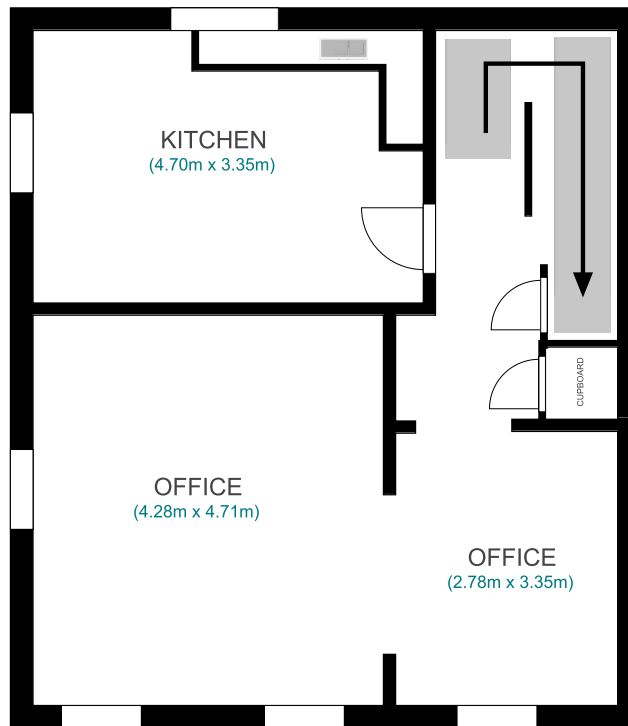 KITCHEN
(4.70m x 3.35m)
CUPBOARD
OFFICE
(4.28m x 4.71m)
OFFICE
(2.78m x 3.35m)